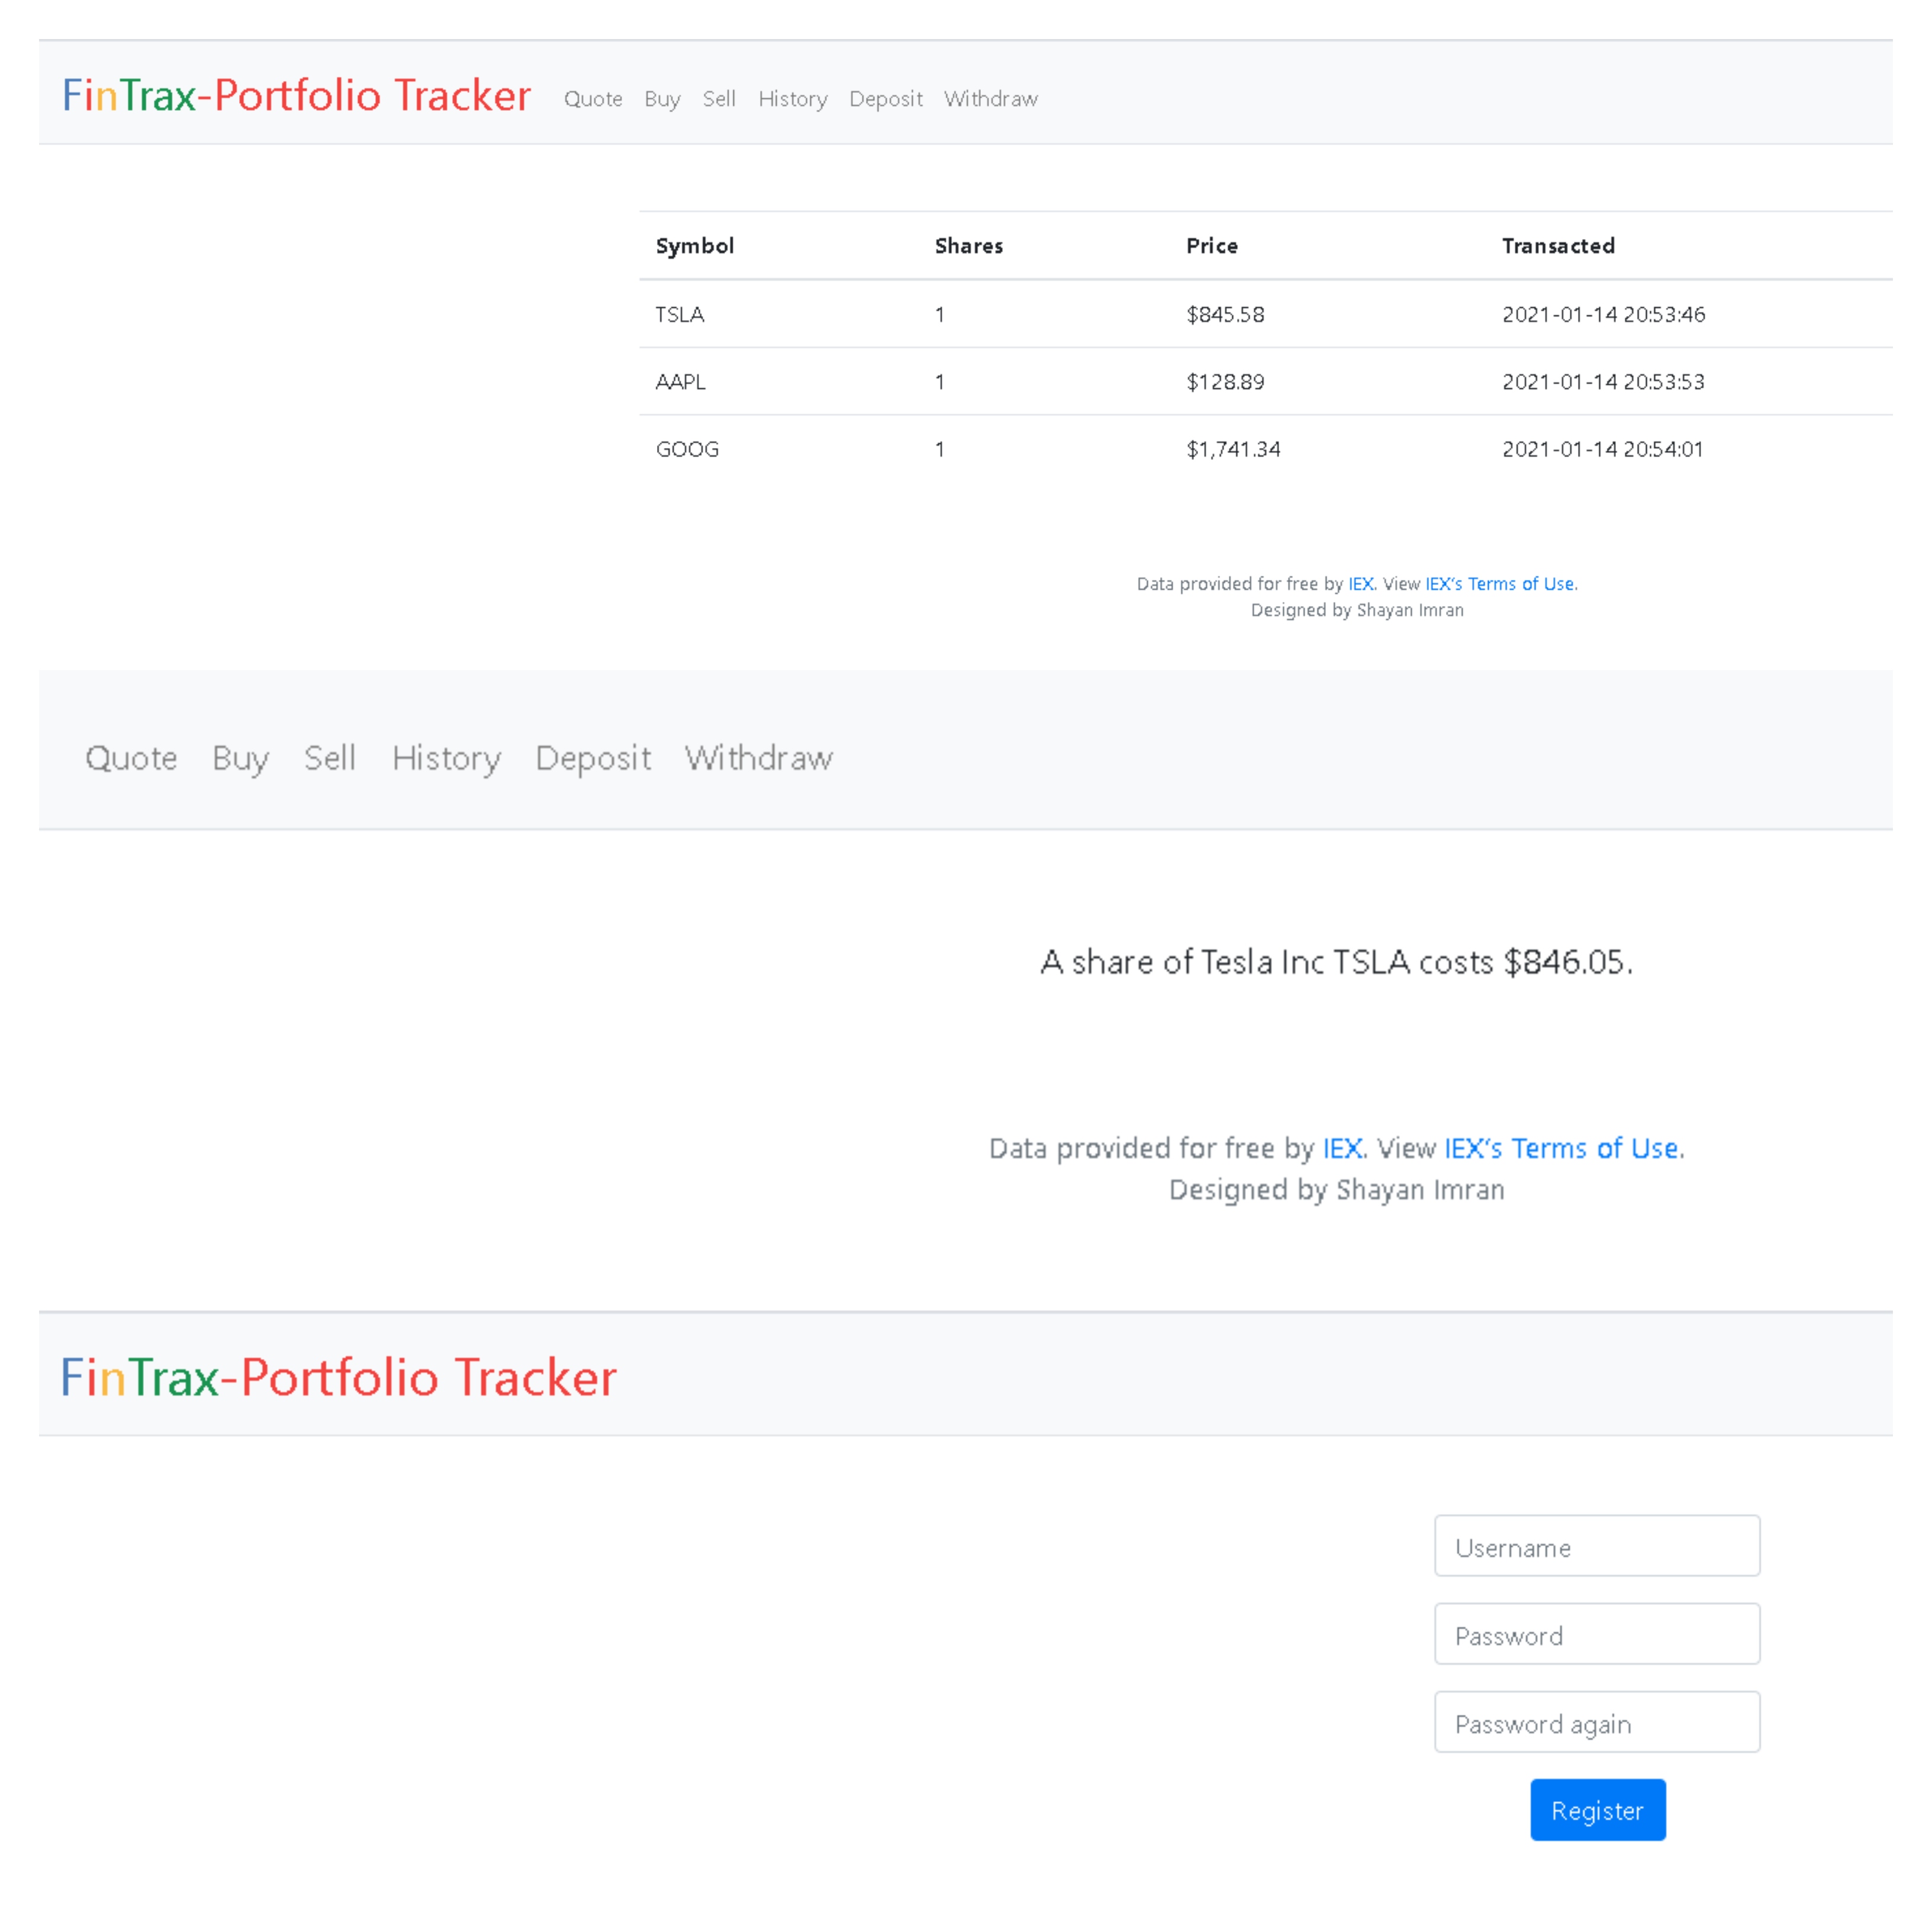 FinTrax-Portfolio Tracker Quote Buy Sell History Deposit Withdraw
Symbol Shares Price Transacted
TSLA 1 $845.58 2021-01-14 20:53:46
AAPL 1 $128.89 2021-01-14 20:53:53
GOOG 1 $1,741.34 2021-01-14 20:54:01
Data provided for free by IEX. View IEX's Terms of Use.
Designed by Shayan Imran
Quote Buy Sell History Deposit Withdraw
A share of Tesla Inc TSLA costs $846.05.
Data provided for free by IEX. View IEX's Terms of Use.
Designed by Shayan Imran
FinTrax-Portfolio Tracker
Username
Password
Password again
Register